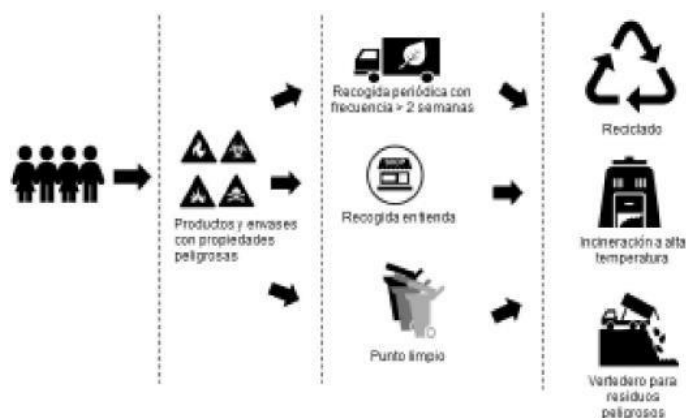 Recogida periódica con
frecuencia > 2 semanas
Reciclado
SHOP
Productos y envases
con propiedades
peligrosas
Recogida en tienda
Incineración a alta
temperatura
Punto limpio
Vertedero para
residuos
peligrosos